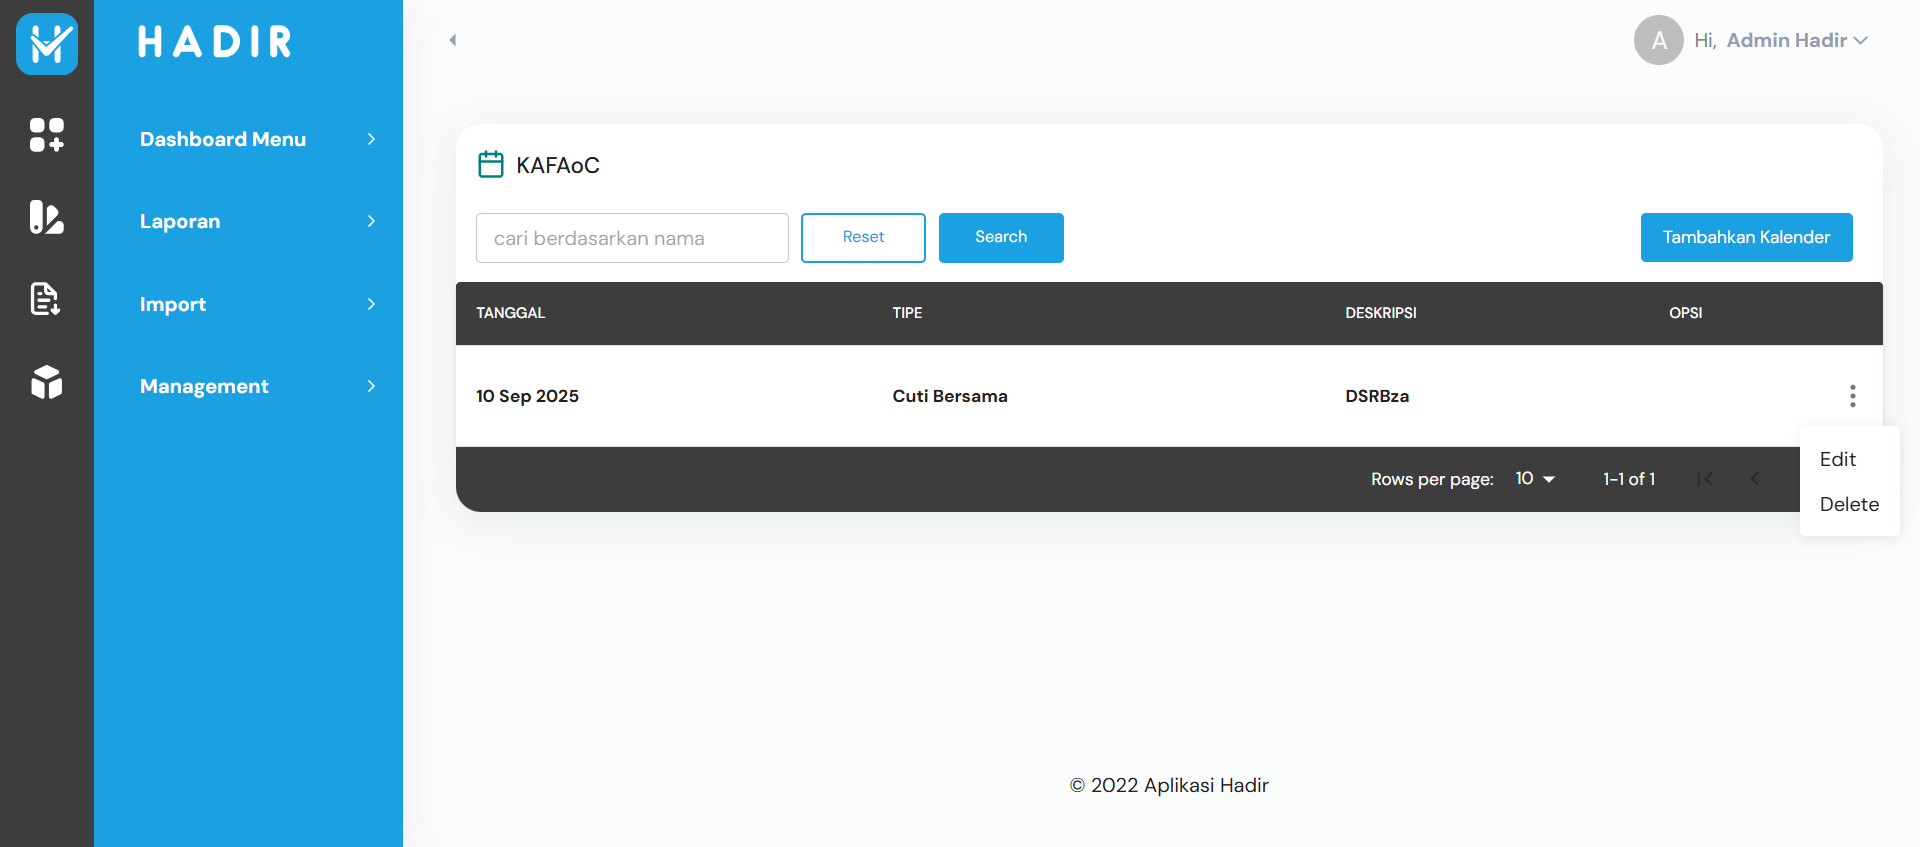 HADIR
Hi, Admin Hadir
A
Dashboard Menu
Laporan
Import
Management
KAFAoC
cari berdasarkan nama
Reset
Search
Tambahkan Kalender
TANGGAL TIPE DESKRIPSI OPSI
10 Sep 2025 Cuti Bersama DSRBza
Edit
Delete
Rows per page: 10 1-1 of 1
© 2022 Aplikasi Hadir